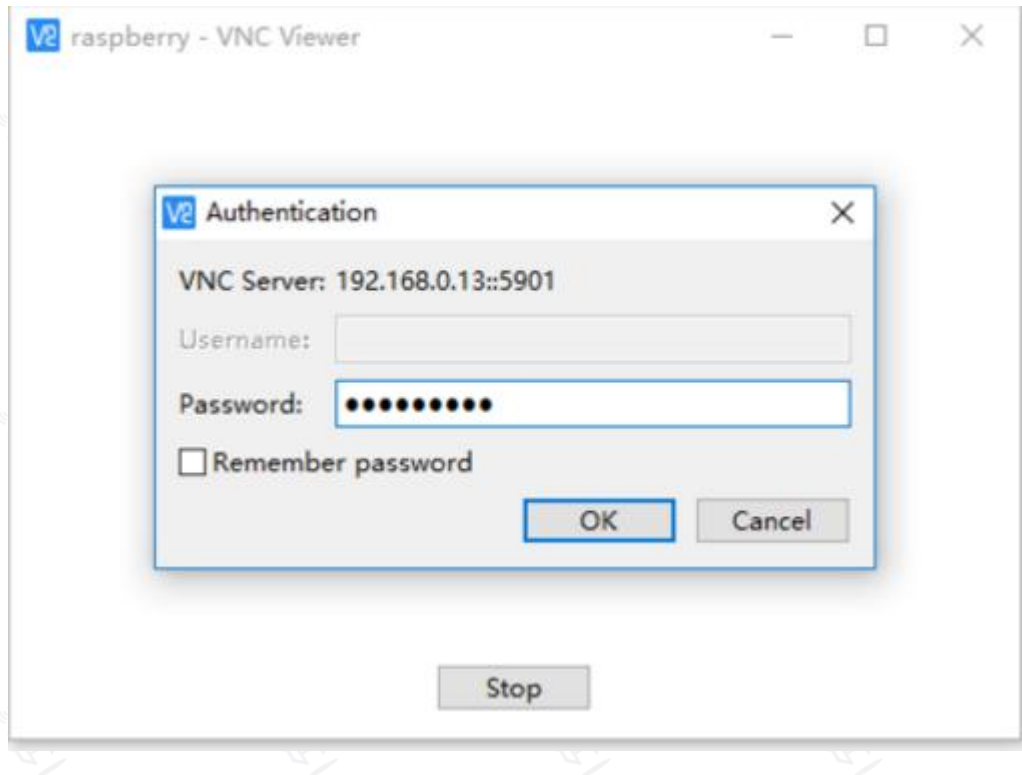 V2 raspberry - VNC Viewer
V2 Authentication
VNC Server: 192.168.0.13::5901
Username:
Password: •••••••••
Remember password
OK Cancel
Stop